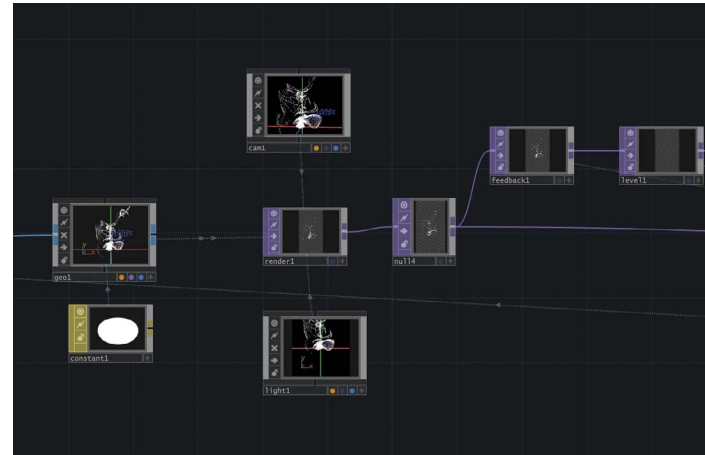 cam1
feedback1
level1
geo1
render1
null4
constant1
light1